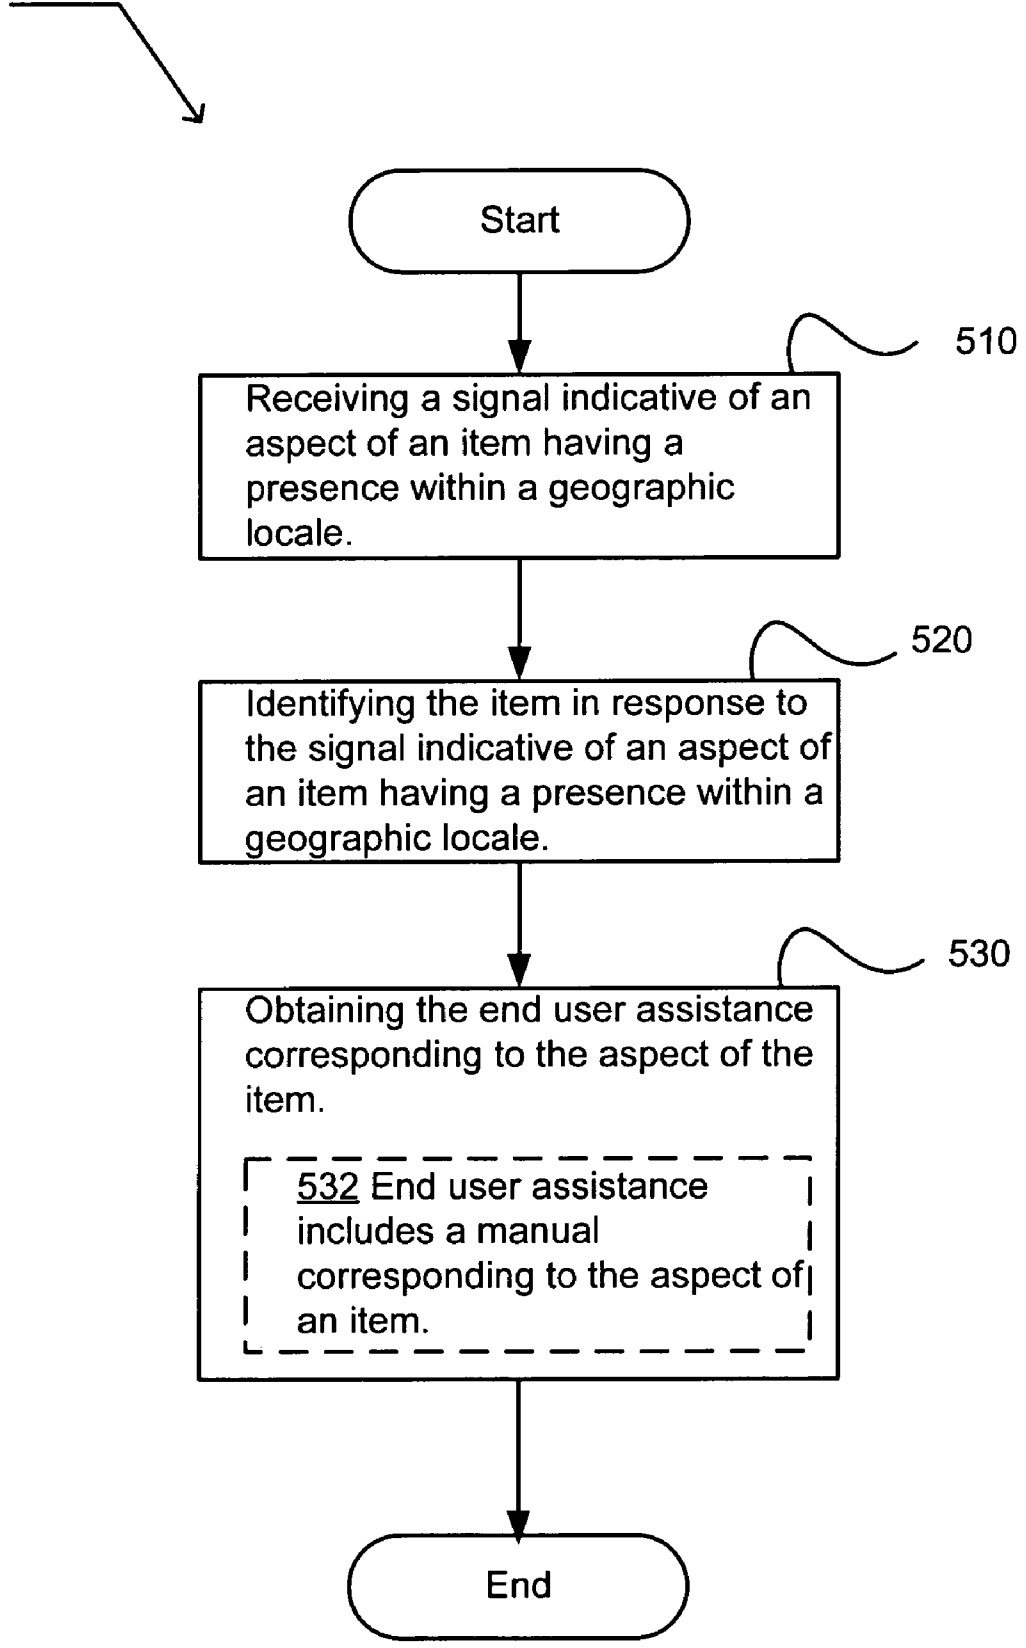 Start
510
Receiving a signal indicative of an
aspect of an item having a
presence within a geographic
locale.
520
Identifying the item in response to
the signal indicative of an aspect of
an item having a presence within a
geographic locale.
530
Obtaining the end user assistance
corresponding to the aspect of the
item.
532 End user assistance
includes a manual
corresponding to the aspect of
an item.
End